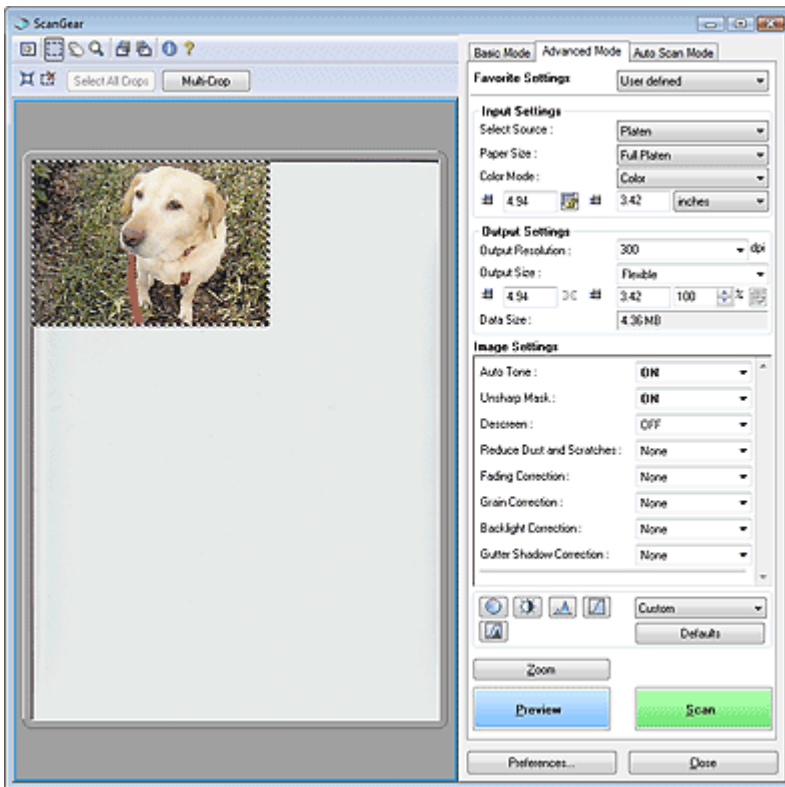 ScanGear
Select All Crops Multi-Crop
Basic Mode Advanced Mode Auto Scan Mode
Favorite Settings User defined
Input Settings
Select Source : Platen
Paper Size : Full Platen
Color Mode : Color
4.94 3.42 inches
Output Settings
Output Resolution : 300 dpi
Output Size : Flexible
4.94 3.42 100 %
Data Size : 4.36 MB
Image Settings
Auto Tone : ON
Unsharp Mask : ON
Descreen : OFF
Reduce Dust and Scratches : None
Fading Correction : None
Grain Correction : None
Backlight Correction : None
Gutter Shadow Correction : None
Custom
Defaults
Zoom
Preview Scan
Preferences... Close